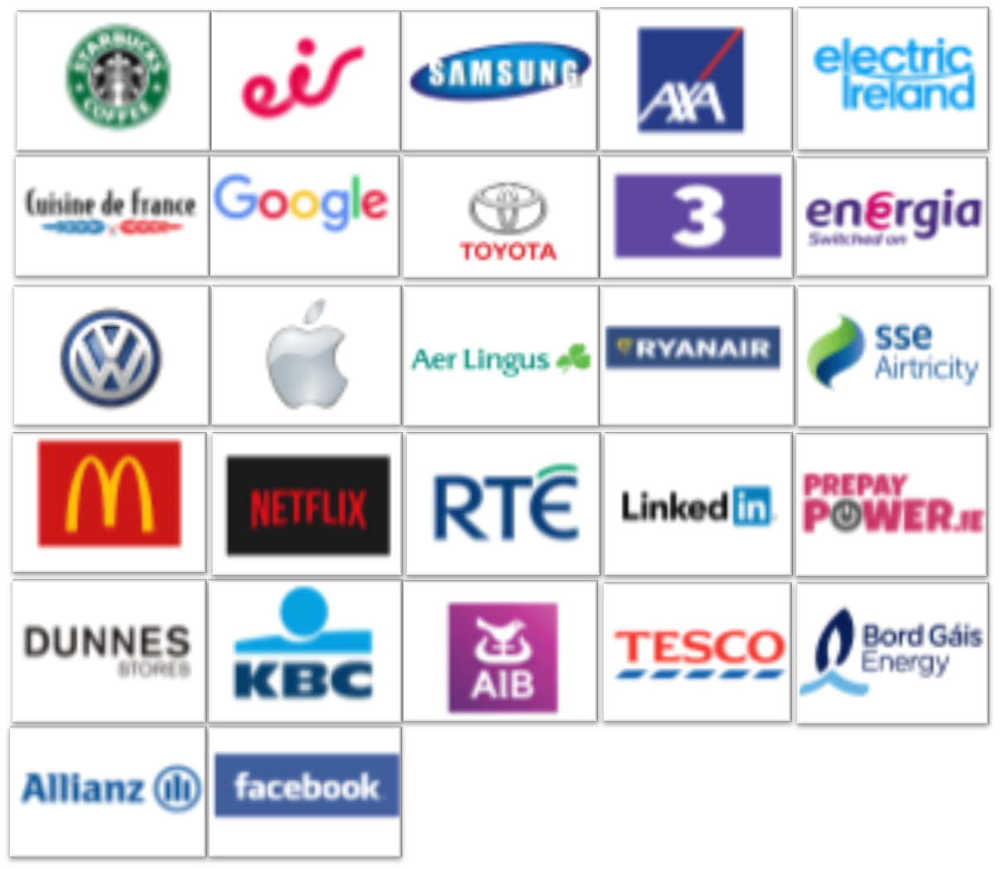 STARBUCKS
COFFEE
eir
SAMSUNG
AXA
electric
Ireland
Cuisine de france
Google
TOYOTA
3
energia
Switched on
VW
Aer Lingus
RYANAIR
sse
Airtricity
M
NETFLIX
RTÉ
Linked in
PREPAY
POWER.IE
DUNNES
STORES
KBC
AIB
TESCO
Bord Gáis
Energy
Allianz
facebook